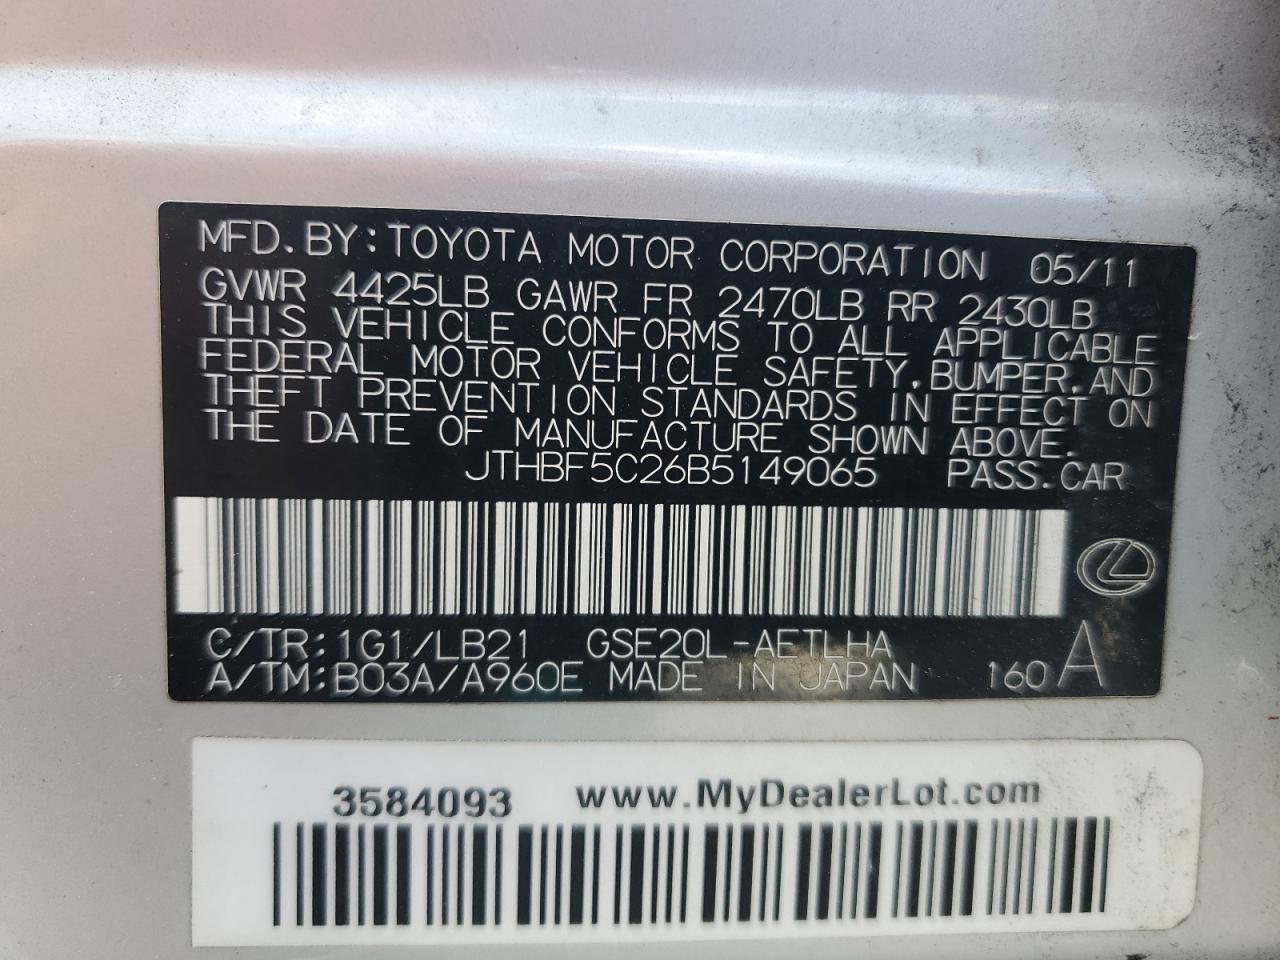 MFD. BY: TOYOTA MOTOR CORPORATION 05/11
GVWR 4425LB GAWR FR 2470LB RR 2430LB
THIS VEHICLE CONFORMS TO ALL APPLICABLE
FEDERAL MOTOR VEHICLE SAFETY, BUMPER, AND
THEFT PREVENTION STANDARDS IN EFFECT ON
THE DATE OF MANUFACTURE SHOWN ABOVE.
JTHBF5C26B5149065 PASS. CAR
C/TR: 1G1/LB21 GSE20L-AETLHA
A/TM: B03A/A960E MADE IN JAPAN 160 A
3584093 www.MyDealerLot.com